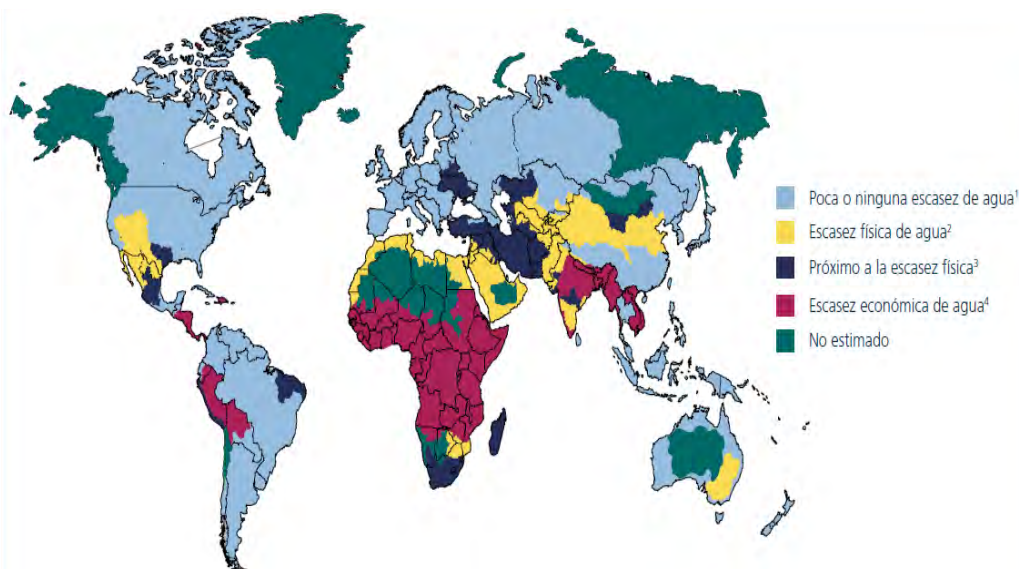 Poca o ninguna escasez de agua¹
Escasez física de agua²
Próximo a la escasez física³
Escasez económica de agua⁴
No estimado